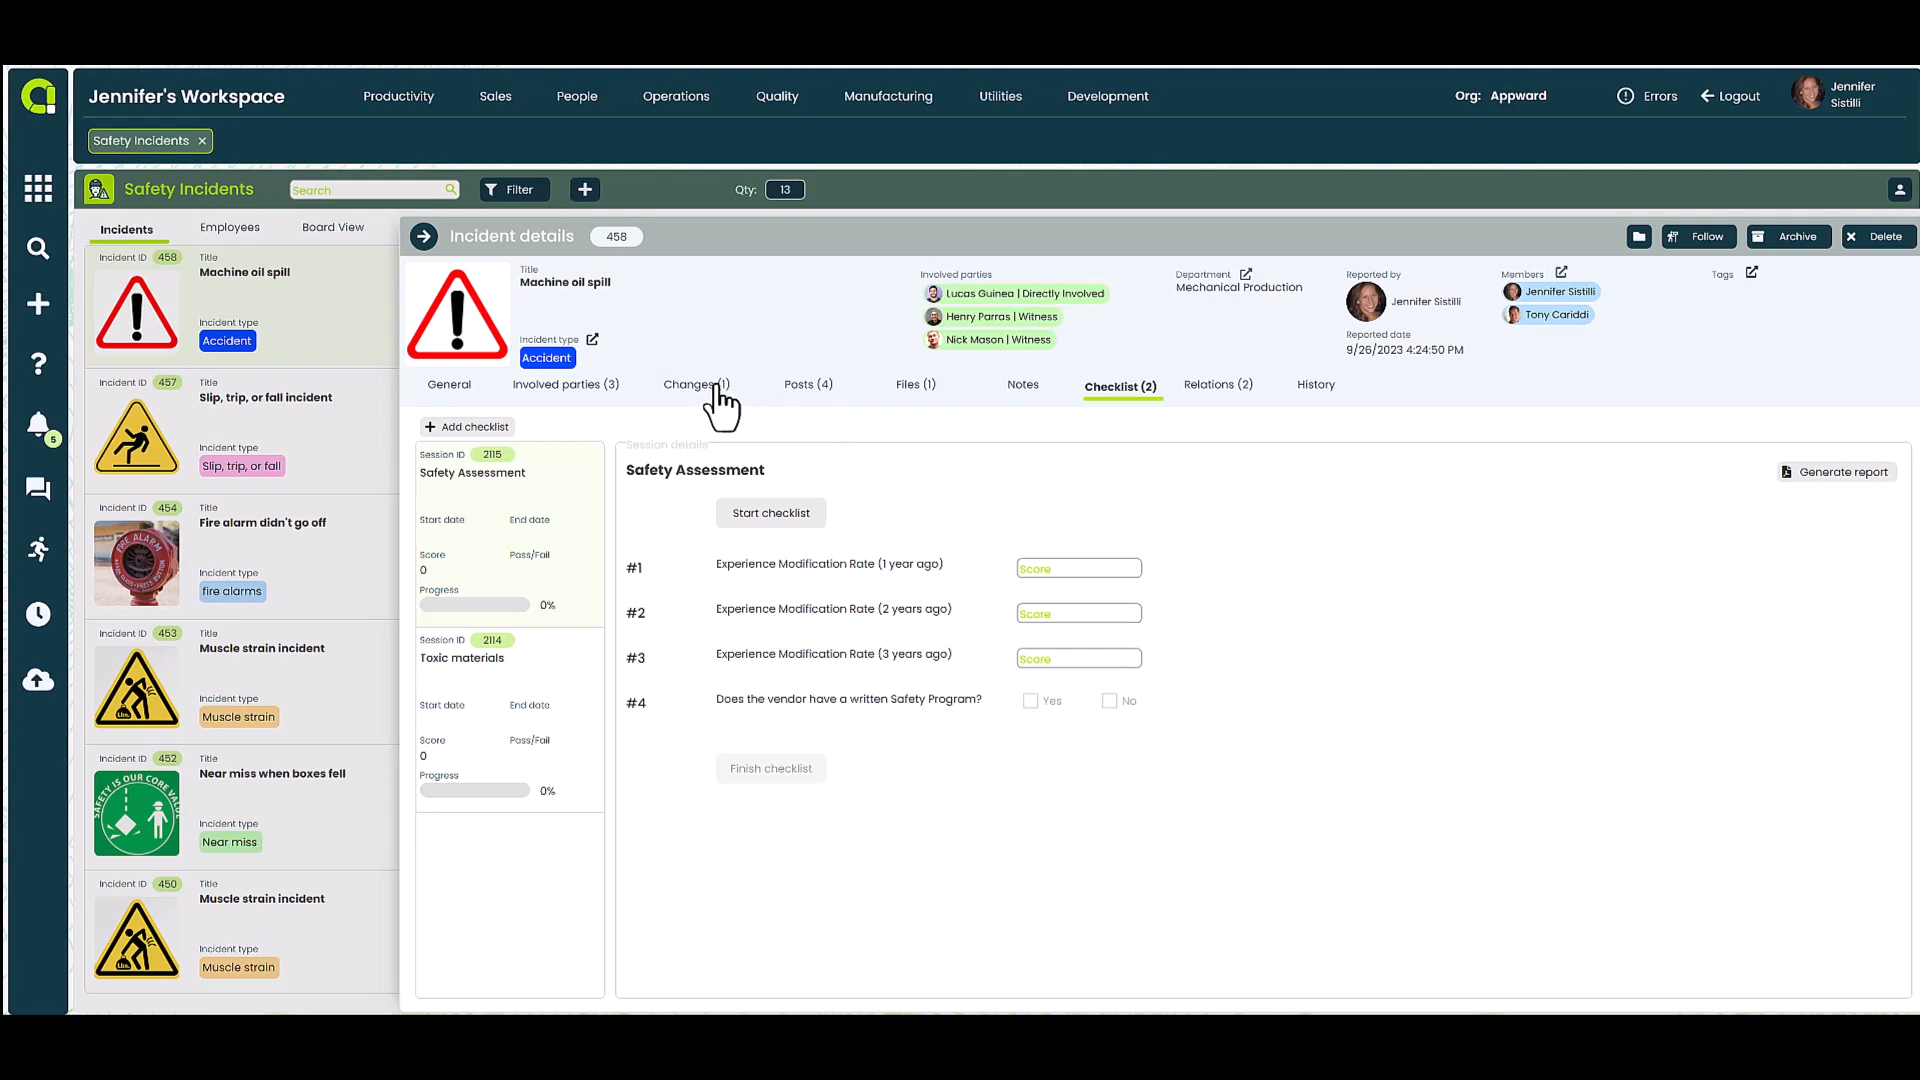 Jennifer's Workspace
Productivity
Sales
People
Operations
Quality
Manufacturing
Utilities
Development
Org: Appward
Errors
Logout
Jennifer
Sistilli
Safety Incidents
5
Safety Incidents
Search
Filter
Qty: 13
Incidents
Employees
Board View
Incident ID 458
Title
Machine oil spill
Incident type
Accident
Incident ID 457
Title
Slip, trip, or fall incident
Incident type
Slip, trip, or fall
Incident ID 454
Title
Fire alarm didn't go off
FIRE ALARM
Incident type
fire alarms
Incident ID 453
Title
Muscle strain incident
Lbs.
Incident type
Muscle strain
Incident ID 452
Title
Near miss when boxes fell
SAFETY IS OUR CORE VALUE
Incident type
Near miss
Incident ID 450
Title
Muscle strain incident
Lbs.
Incident type
Muscle strain
Incident details 458
Follow
Archive
Delete
Title
Machine oil spill
Incident type
Accident
Involved parties
Lucas Guinea | Directly Involved
Henry Parras | Witness
Nick Mason | Witness
Department
Mechanical Production
Reported by
Jennifer Sistilli
Reported date
9/26/2023 4:24:50 PM
Members
Jennifer Sistilli
Tony Cariddi
Tags
General
Involved parties (3)
Changes (1)
Posts (4)
Files (1)
Notes
Checklist (2)
Relations (2)
History
Add checklist
Session ID 2115
Safety Assessment
Start date End date
Score Pass/Fail
0
Progress
0%
Session ID 2114
Toxic materials
Start date End date
Score Pass/Fail
0
Progress
0%
Session details
Safety Assessment
Generate report
Start checklist
#1 Experience Modification Rate (1 year ago) Score
#2 Experience Modification Rate (2 years ago) Score
#3 Experience Modification Rate (3 years ago) Score
#4 Does the vendor have a written Safety Program? Yes No
Finish checklist